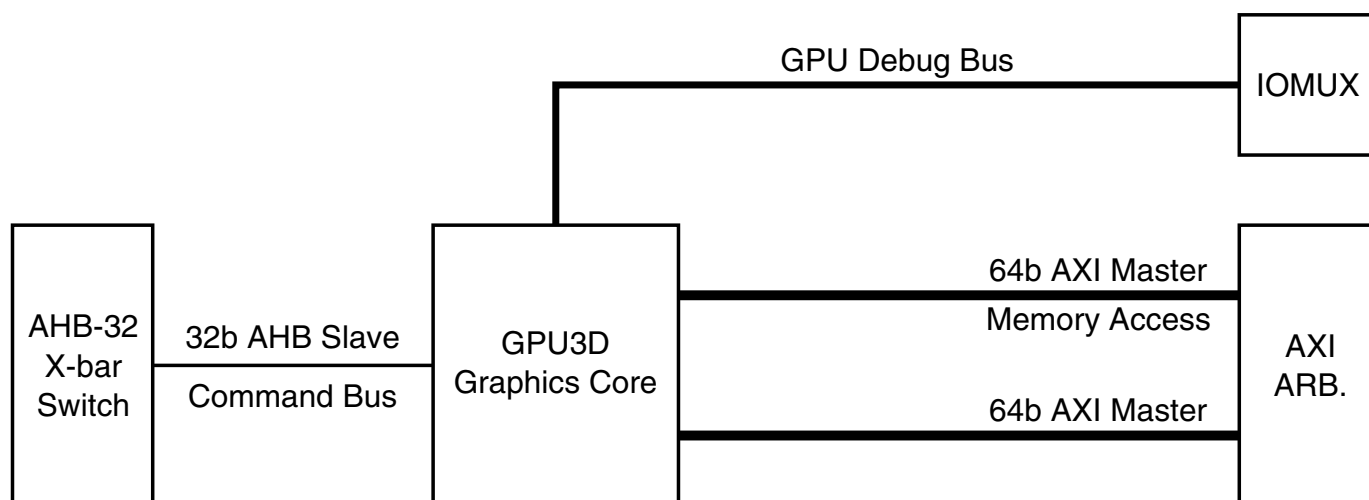 GPU Debug Bus
IOMUX
AHB-32
X-bar
Switch
32b AHB Slave
Command Bus
GPU3D
Graphics Core
64b AXI Master
Memory Access
64b AXI Master
AXI
ARB.